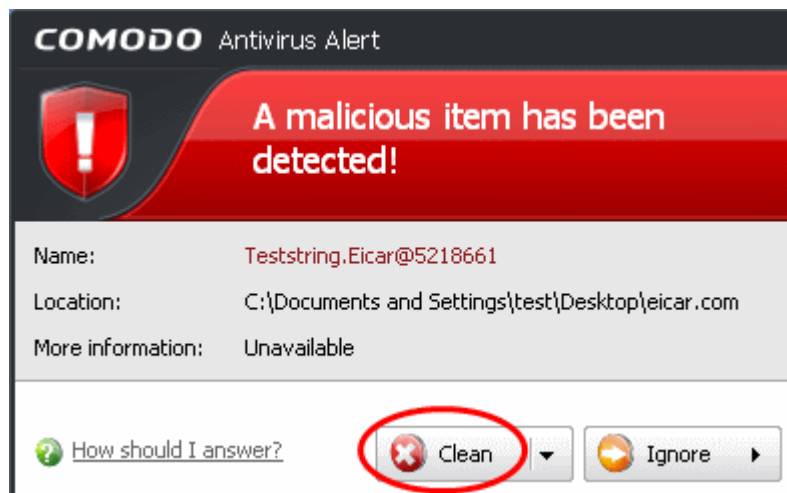 COMODO Antivirus Alert
A malicious item has been
detected!
Name: Teststring.Eicar@5218661
Location: C:\Documents and Settings\test\Desktop\eicar.com
More information: Unavailable
How should I answer? Clean Ignore